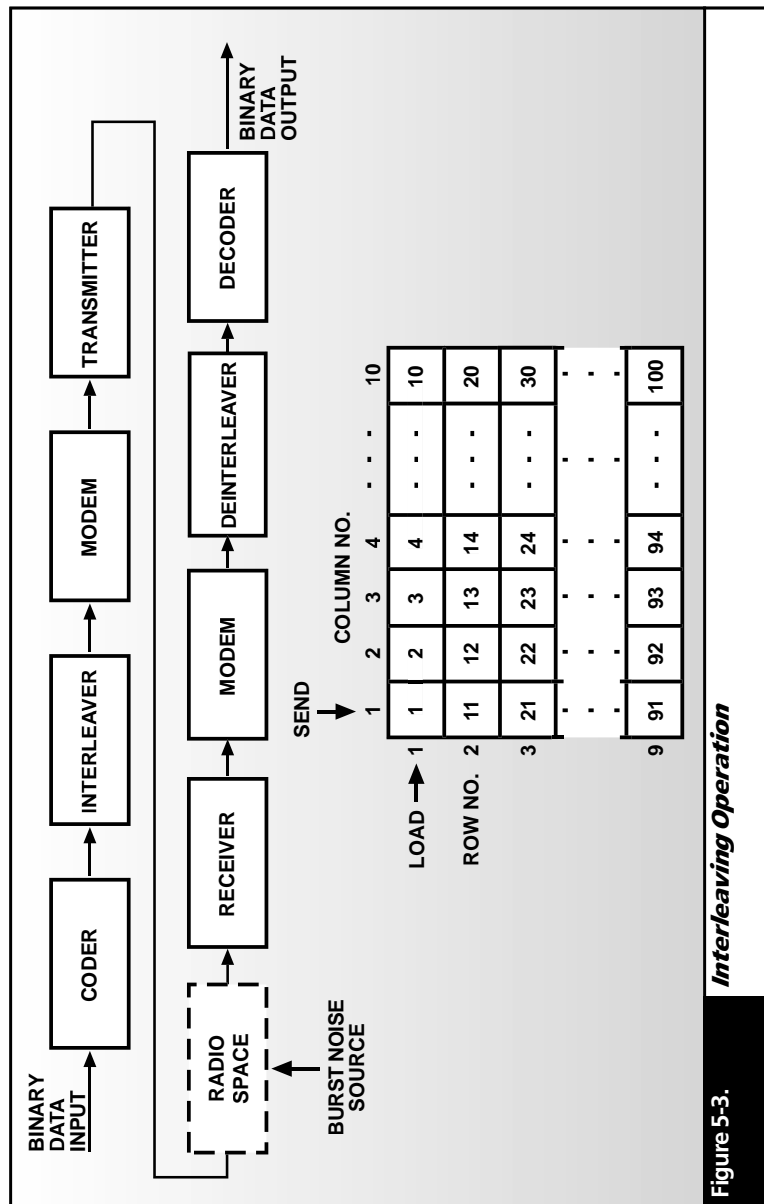 BINARY
DATA
INPUT
CODER
INTERLEAVER
MODEM
TRANSMITTER
RADIO
SPACE
BURST NOISE
SOURCE
RECEIVER
MODEM
DEINTERLEAVER
DECODER
BINARY
DATA
OUTPUT
SEND
COLUMN NO.
1 2 3 4 . . . 10
LOAD 1 1 2 3 4 . . . 10
ROW NO. 2 11 12 13 14 . . . 20
3 21 22 23 24 . . . 30
. . . . . . . . . . . . . . . . . .
9 91 92 93 94 . . . 100
Figure 5-3. Interleaving Operation